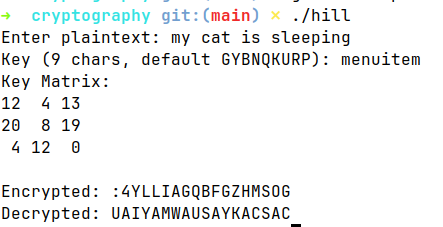 → cryptography git:(main) × ./hill
Enter plaintext: my cat is sleeping
Key (9 chars, default GYBNQKURP): menuitem
Key Matrix:
12  4 13
20  8 19
 4 12  0

Encrypted: :4YLLIAGQBFGZHMSOG
Decrypted: UAIYAMWAUSAYKACSAC